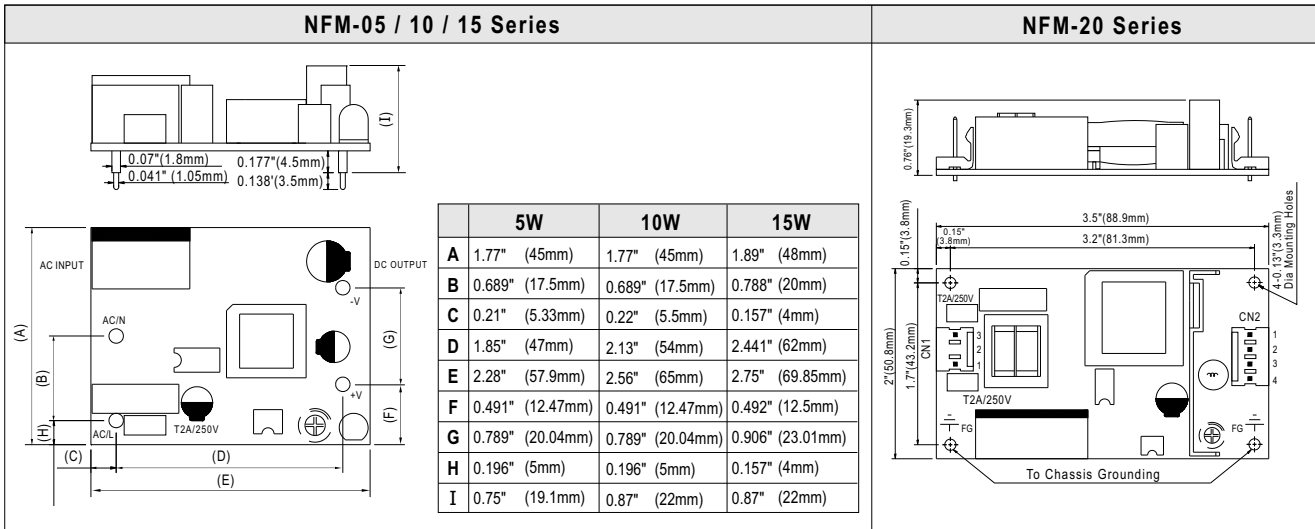 NFM-05 / 10 / 15 Series
NFM-20 Series
(I)
0.07"(1.8mm)
0.177"(4.5mm)
0.041" (1.05mm)
0.138'(3.5mm)
AC INPUT
DC OUTPUT
-V
AC/N
(A)
(B)
(G)
+V
(F)
(H)
AC/L
T2A/250V
(C)
(D)
(E)
5W 10W 15W
A 1.77" (45mm) 1.77" (45mm) 1.89" (48mm)
B 0.689" (17.5mm) 0.689" (17.5mm) 0.788" (20mm)
C 0.21" (5.33mm) 0.22" (5.5mm) 0.157" (4mm)
D 1.85" (47mm) 2.13" (54mm) 2.441" (62mm)
E 2.28" (57.9mm) 2.56" (65mm) 2.75" (69.85mm)
F 0.491" (12.47mm) 0.491" (12.47mm) 0.492" (12.5mm)
G 0.789" (20.04mm) 0.789" (20.04mm) 0.906" (23.01mm)
H 0.196" (5mm) 0.196" (5mm) 0.157" (4mm)
I 0.75" (19.1mm) 0.87" (22mm) 0.87" (22mm)
0.76"(19.3mm)
3.5"(88.9mm)
0.15"
(3.8mm)
3.2"(81.3mm)
0.15"(3.8mm)
4-0.13"(3.3mm)
Dia Mounting Holes
T2A/250V
CN2
CN1
3
2
1
1
2
3
4
2"(50.8mm)
1.7"(43.2mm)
T2A/250V
FG
FG
To Chassis Grounding